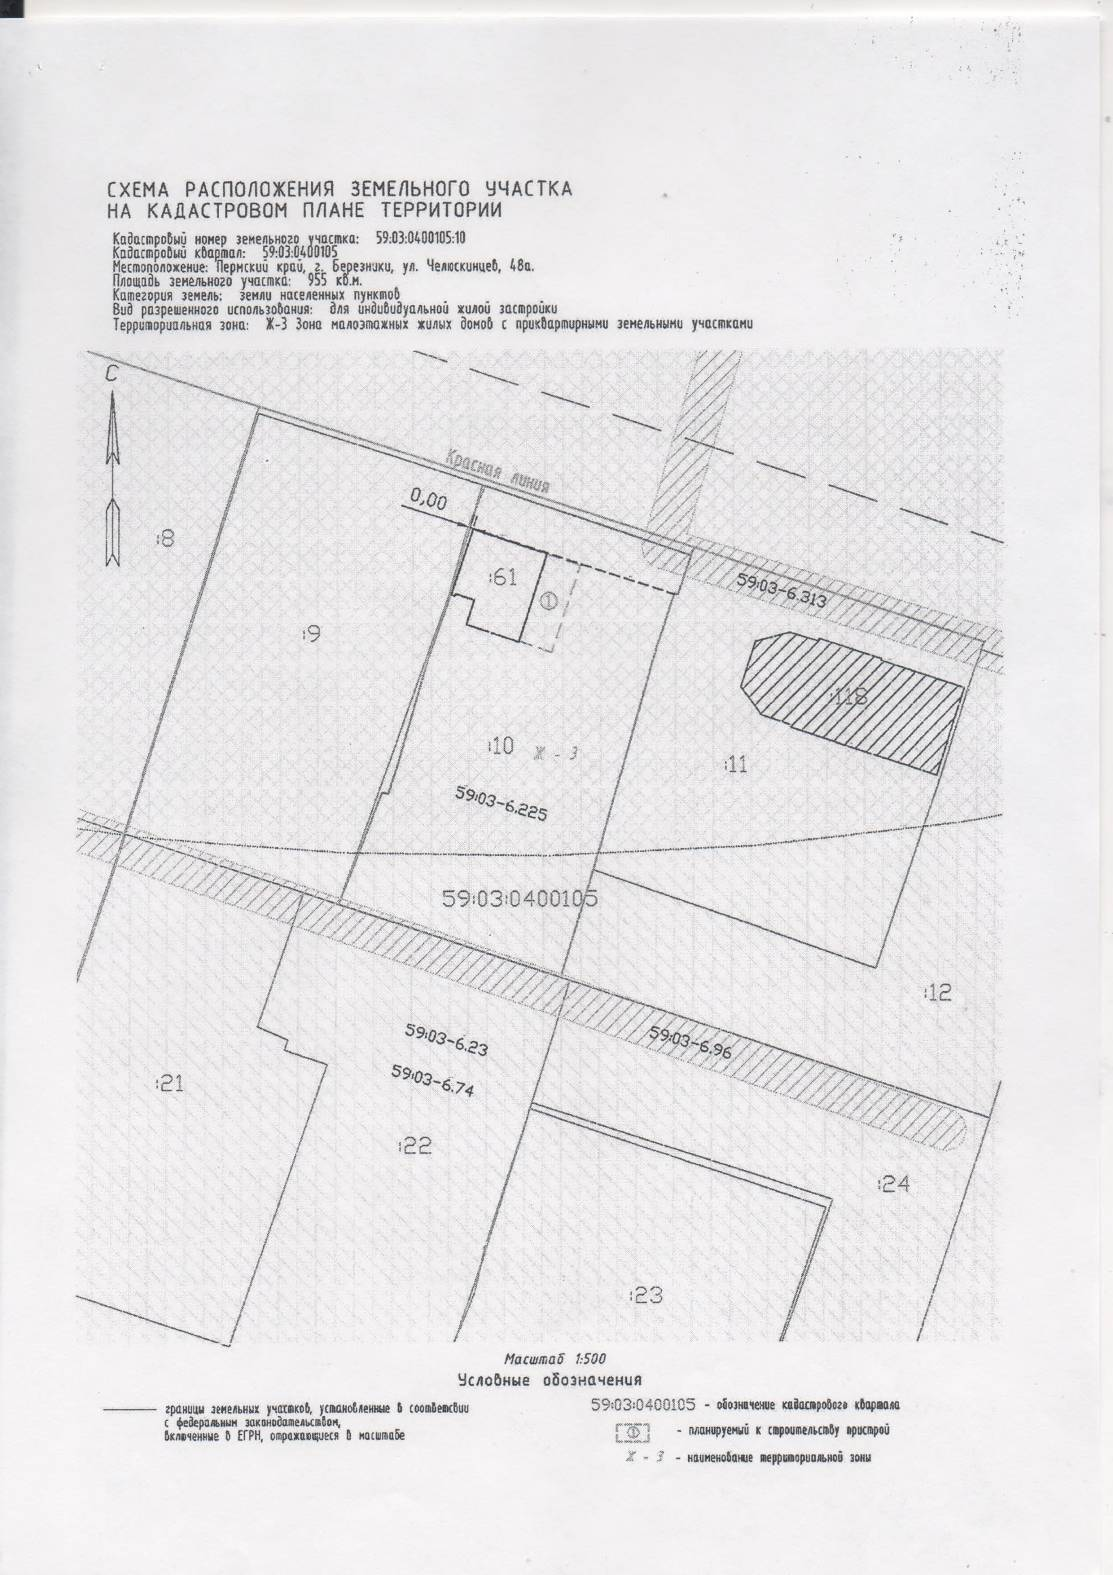 СХЕМА РАСПОЛОЖЕНИЯ ЗЕМЕЛЬНОГО УЧАСТКА
НА КАДАСТРОВОМ ПЛАНЕ ТЕРРИТОРИИ
Кадастровый номер земельного участка: 59:03:0400105:10
Кадастровый квартал: 59:03:0400105
Местоположение: Пермский край, г. Березники, ул. Челюскинцев, 48а.
Площадь земельного участка: 955 кв.м.
Категория земель: земли населенных пунктов
Вид разрешенного использования: для индивидуальной жилой застройки
Территориальная зона: Ж-3 Зона малоэтажных жилых домов с приквартирными земельными участками
С
Красная линия
0,00
:8
:61
59:03-6.313
1
:9
:118
:10
Ж - 3
:11
59:03-6.225
59:03:0400105
:12
59:03-6.23
59:03-6.96
59:03-6.74
:21
:22
:24
:23
Масштаб 1:500
Условные обозначения
границы земельных участков, установленные в соответсвии
с федеральным законодательством,
включенные в ЕГРН, отражающиеся в масштабе
59:03:0400105 - обозначение кадастрового квартала
1 - планируемый к строительству пристрой
Ж - 3 - наименование территориальной зоны